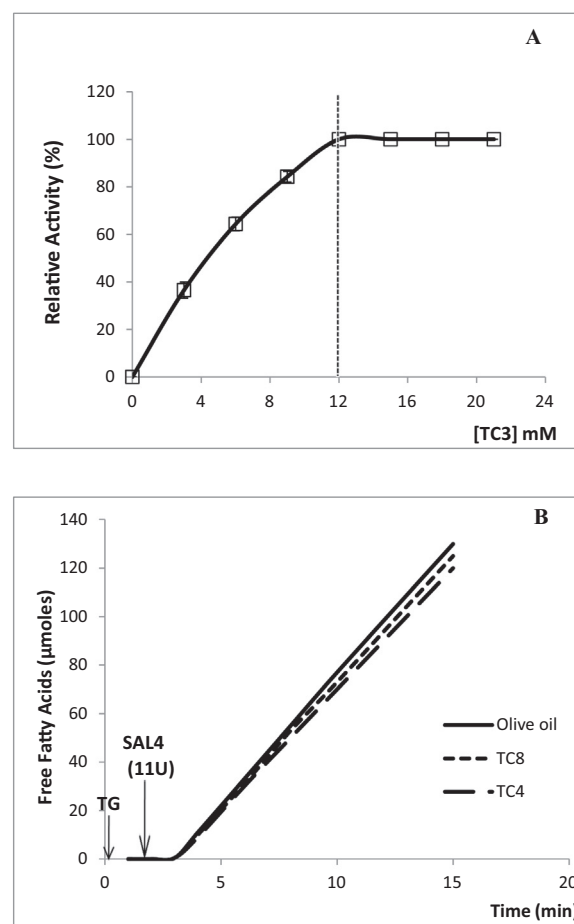 A
120
100
80
60
40
20
0
Relative Activity (%)
0 4 8 12 16 20 24
[TC3] mM
B
140
120
100
80
60
40
20
0
Free Fatty Acids (µmoles)
SAL4
(11U)
TG
Olive oil
TC8
TC4
0 5 10 15 20
Time (min)